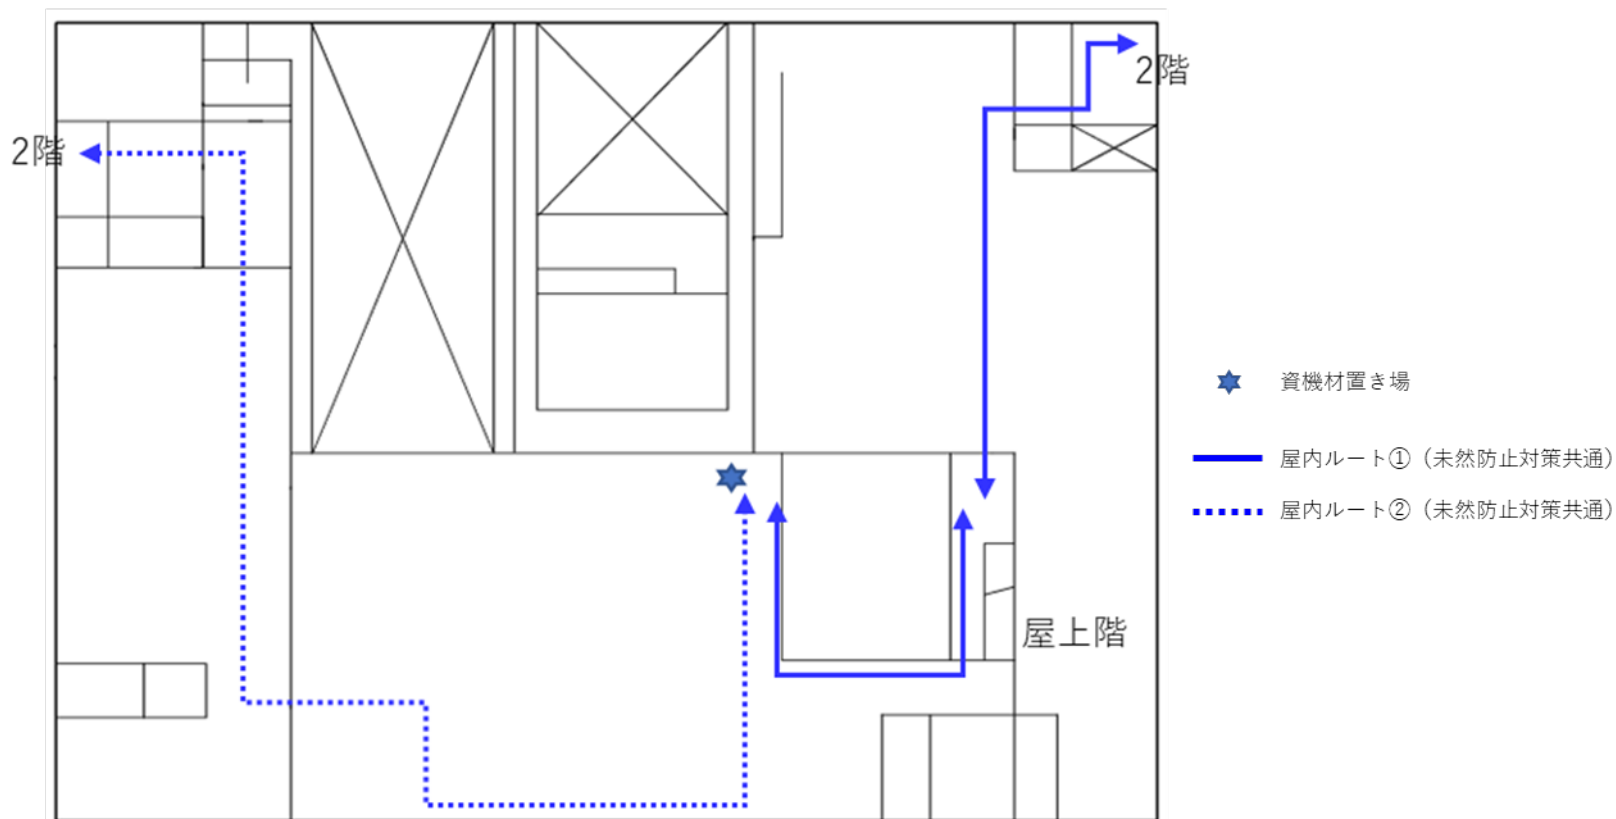 2階
2階
資機材置き場
屋内ルート①（未然防止対策共通）
屋内ルート②（未然防止対策共通）
屋上階